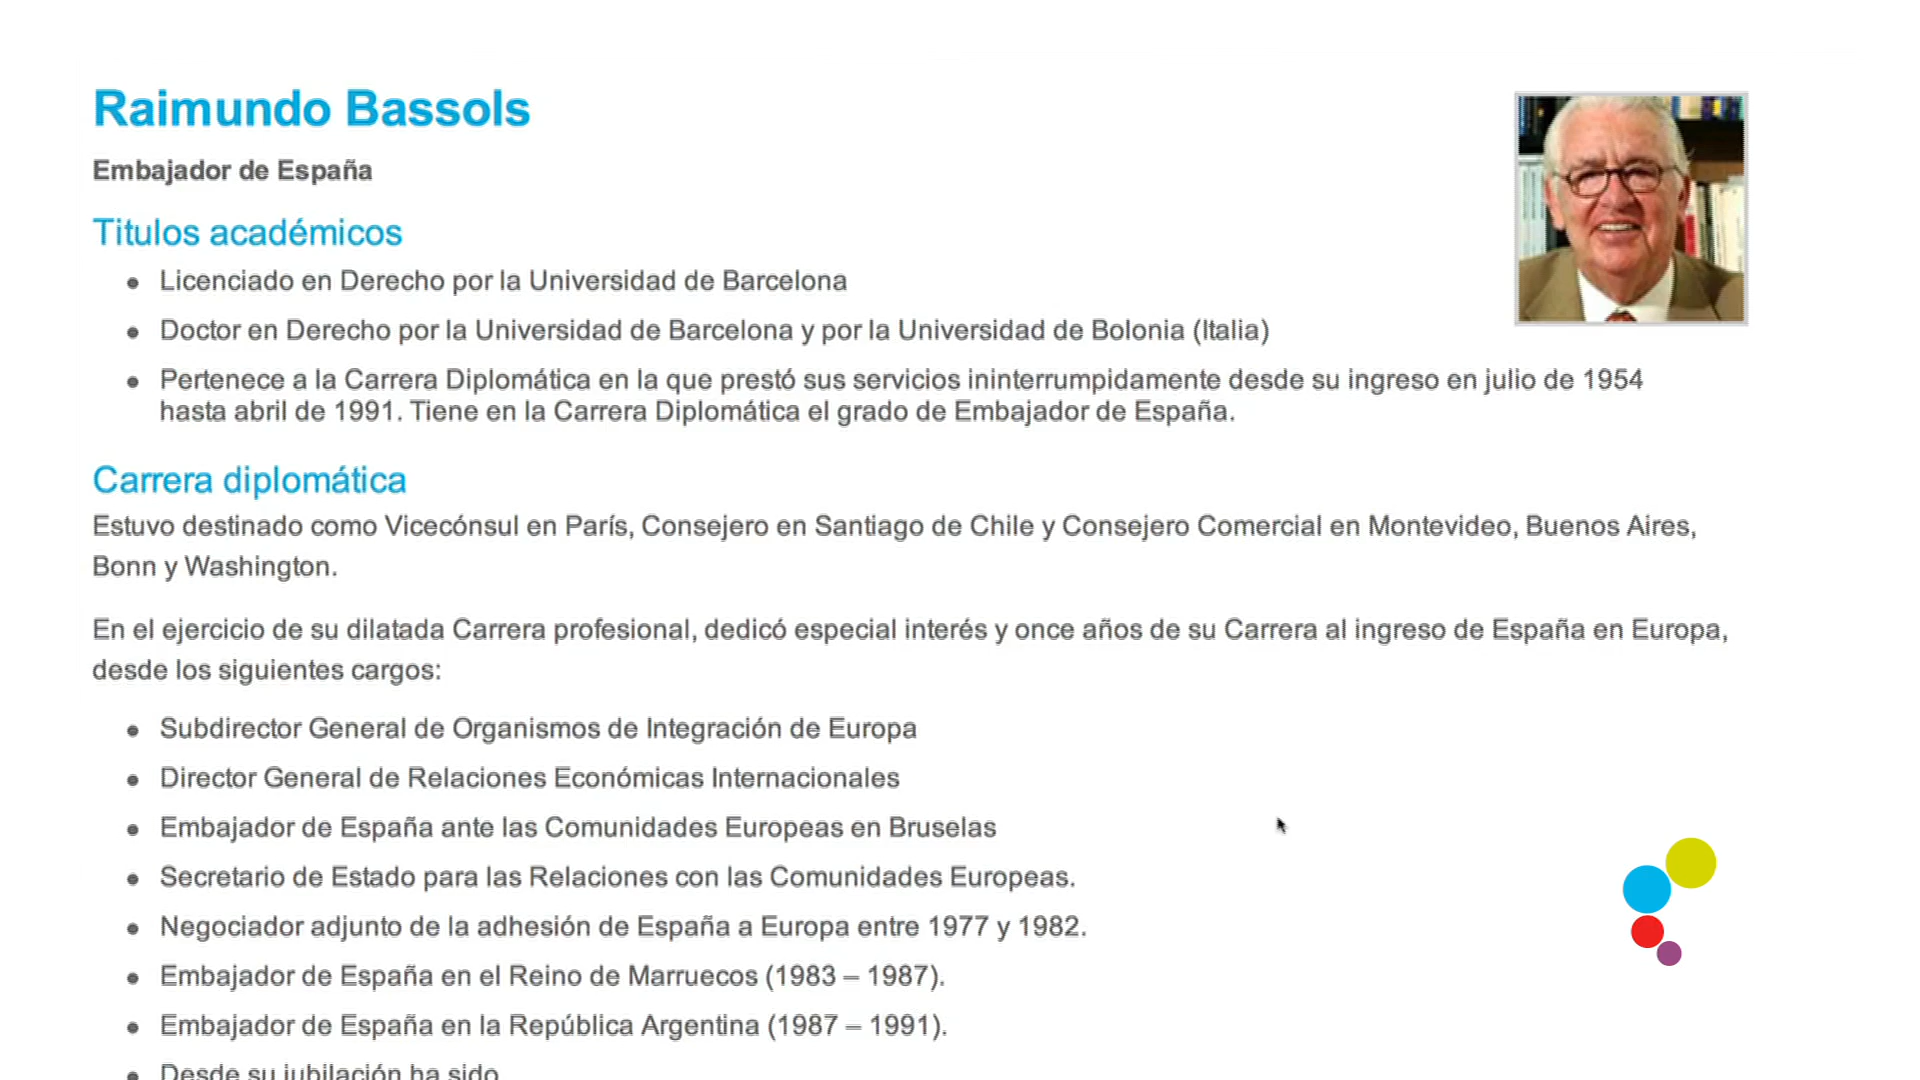 Raimundo Bassols
Embajador de España
Titulos académicos
Licenciado en Derecho por la Universidad de Barcelona
Doctor en Derecho por la Universidad de Barcelona y por la Universidad de Bolonia (Italia)
Pertenece a la Carrera Diplomática en la que prestó sus servicios ininterrumpidamente desde su ingreso en julio de 1954
hasta abril de 1991. Tiene en la Carrera Diplomática el grado de Embajador de España.
Carrera diplomática
Estuvo destinado como Vicecónsul en París, Consejero en Santiago de Chile y Consejero Comercial en Montevideo, Buenos Aires,
Bonn y Washington.
En el ejercicio de su dilatada Carrera profesional, dedicó especial interés y once años de su Carrera al ingreso de España en Europa,
desde los siguientes cargos:
Subdirector General de Organismos de Integración de Europa
Director General de Relaciones Económicas Internacionales
Embajador de España ante las Comunidades Europeas en Bruselas
Secretario de Estado para las Relaciones con las Comunidades Europeas.
Negociador adjunto de la adhesión de España a Europa entre 1977 y 1982.
Embajador de España en el Reino de Marruecos (1983 – 1987).
Embajador de España en la República Argentina (1987 – 1991).
Desde su jubilación ha sido